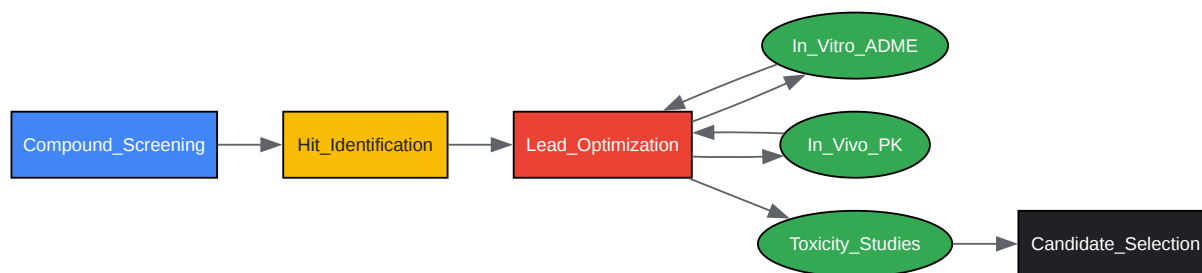 Compound_Screening
Hit_Identification
Lead_Optimization
In_Vitro_ADME
In_Vivo_PK
Toxicity_Studies
Candidate_Selection